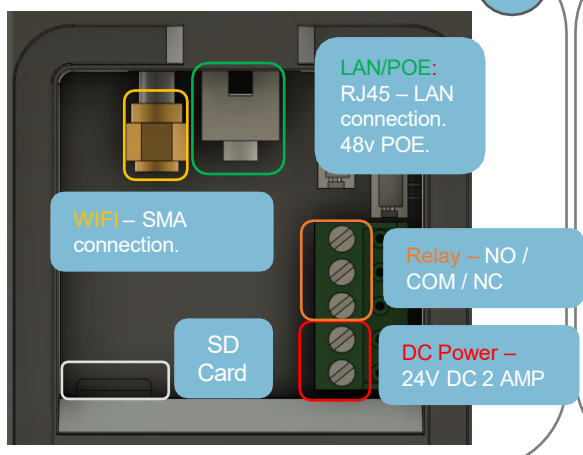 LAN/POE:
RJ45 – LAN
connection.
48v POE.
WIFI – SMA
connection.
Relay – NO /
COM / NC
SD
Card
DC Power –
24V DC 2 AMP